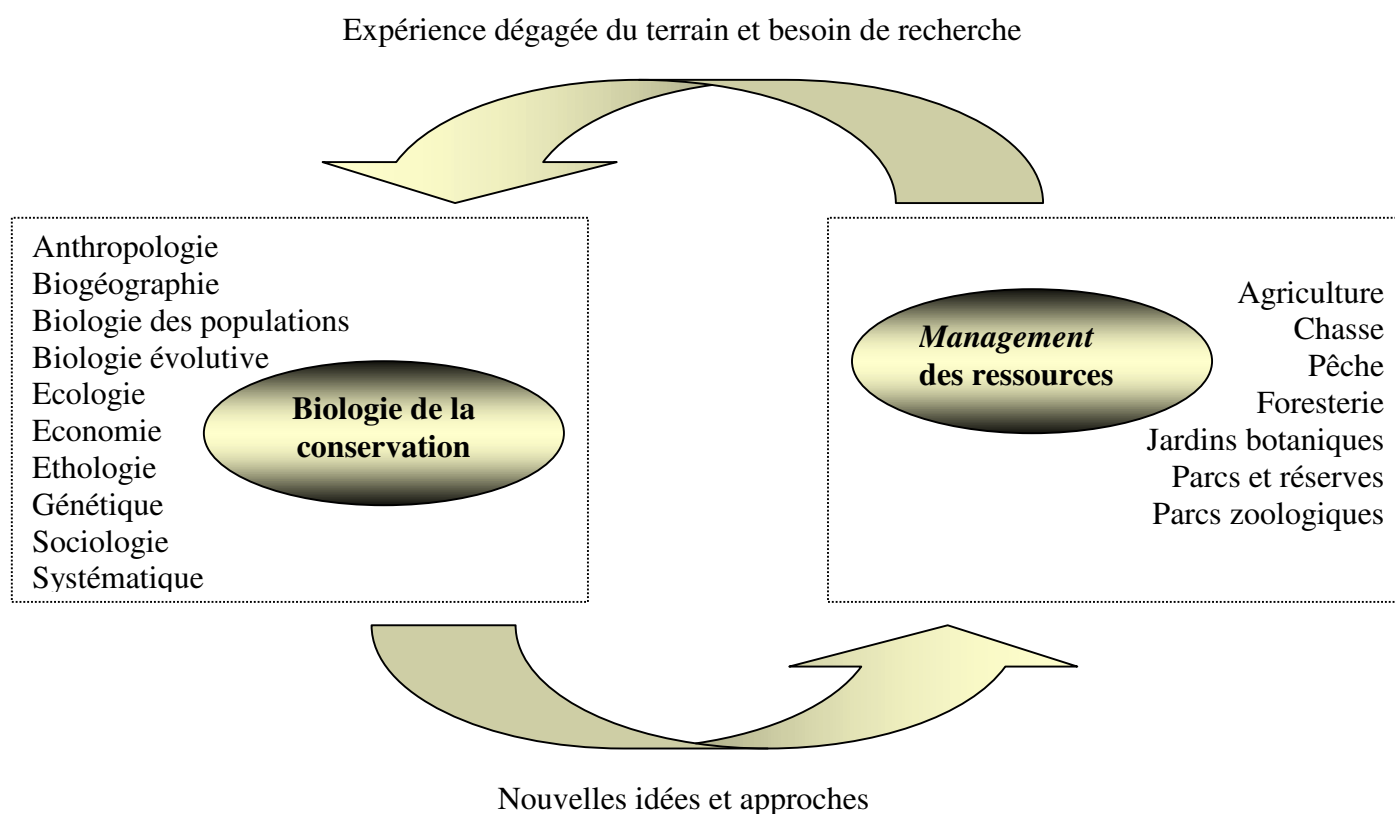 Expérience dégagée du terrain et besoin de recherche
Anthropologie
Biogéographie
Biologie des populations
Biologie évolutive
Ecologie
Economie
Ethologie
Génétique
Sociologie
Systématique
Biologie de la
conservation
Management
des ressources
Agriculture
Chasse
Pêche
Foresterie
Jardins botaniques
Parcs et réserves
Parcs zoologiques
Nouvelles idées et approches